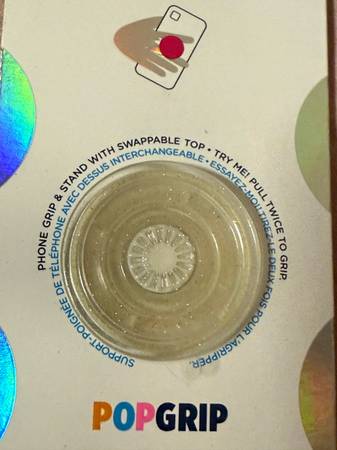 PHONE GRIP & STAND WITH SWAPPABLE TOP • TRY ME! PULL TWICE TO GRIP.
SUPPORT-POIGNÉE DE TÉLÉPHONE AVEC DESSUS INTERCHANGEABLE • ESSAYEZ-MOI! TIREZ-LE DEUX FOIS POUR L'AGRIPPER.
POPGRIP